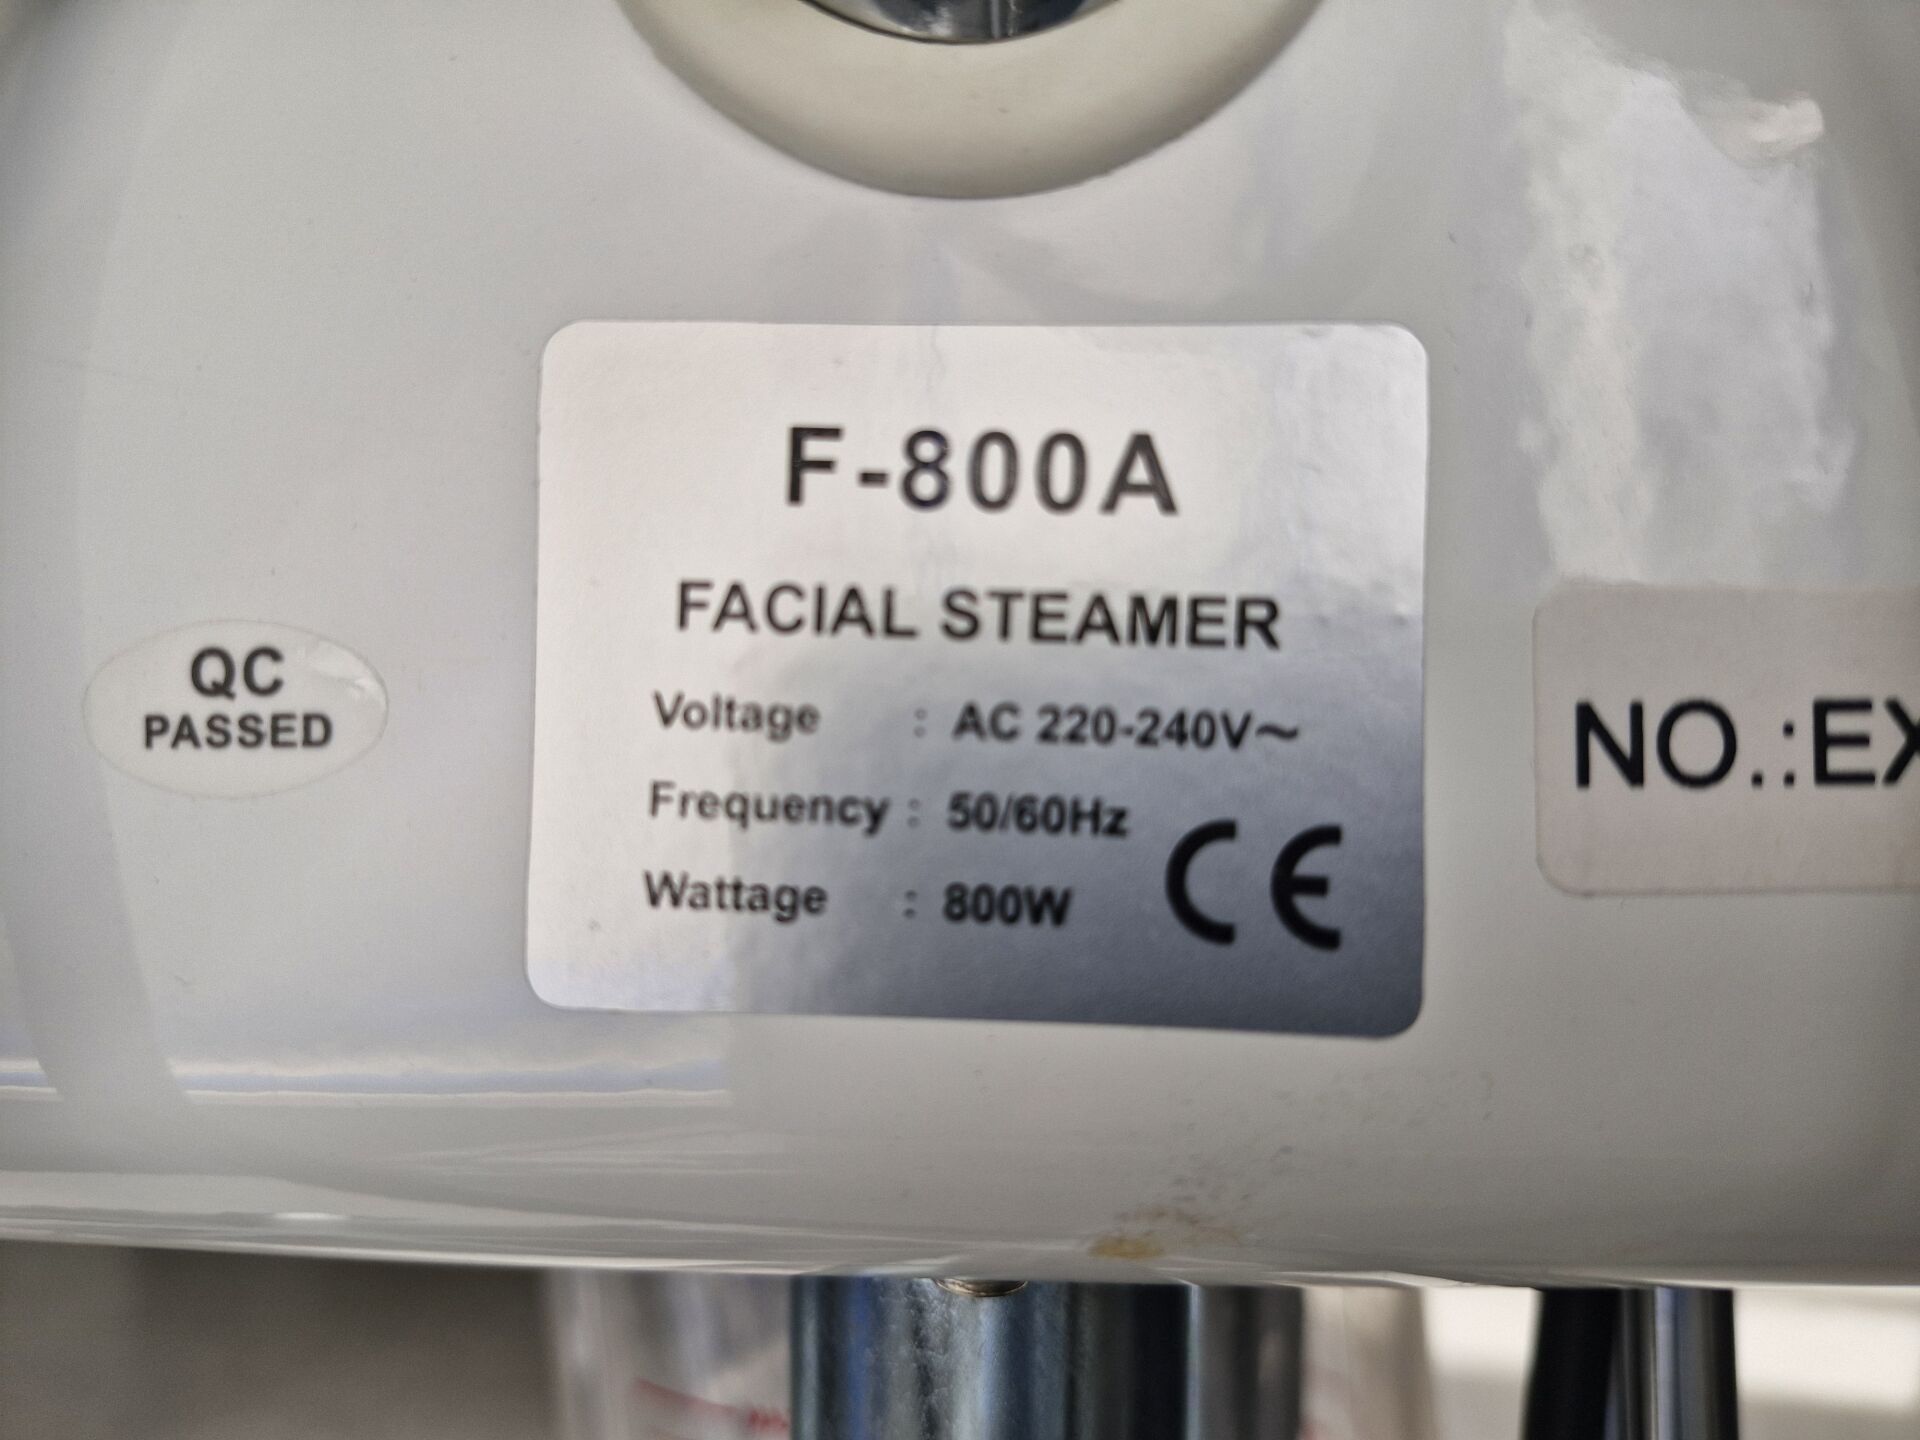 F-800A
FACIAL STEAMER
Voltage : AC 220-240V~
Frequency : 50/60Hz
Wattage : 800W
CE
QC
PASSED
NO.:EX